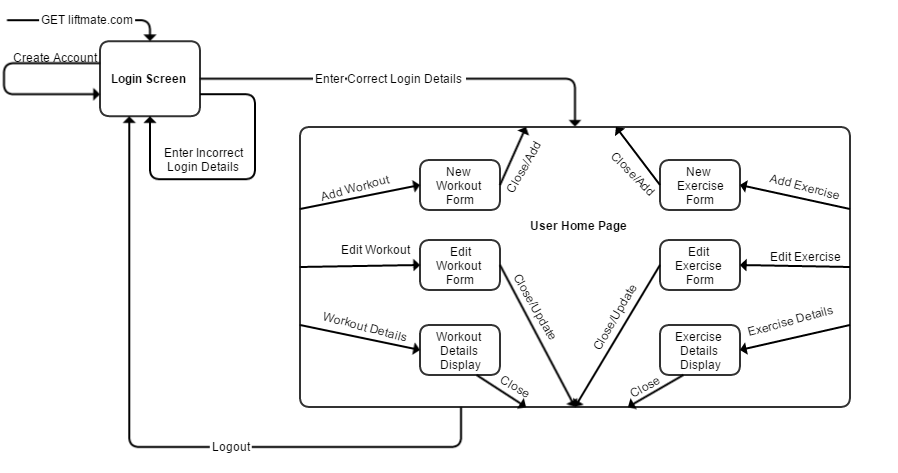 GET liftmate.com
Create Account
Login Screen
Enter Correct Login Details
Enter Incorrect
Login Details
Add Workout
New
Workout
Form
Close/Add
Close/Add
New
Exercise
Form
Add Exercise
User Home Page
Edit Workout
Edit
Workout
Form
Close/Update
Close/Update
Edit
Exercise
Form
Edit Exercise
Workout Details
Workout
Details
Display
Close
Close
Exercise
Details
Display
Exercise Details
Logout